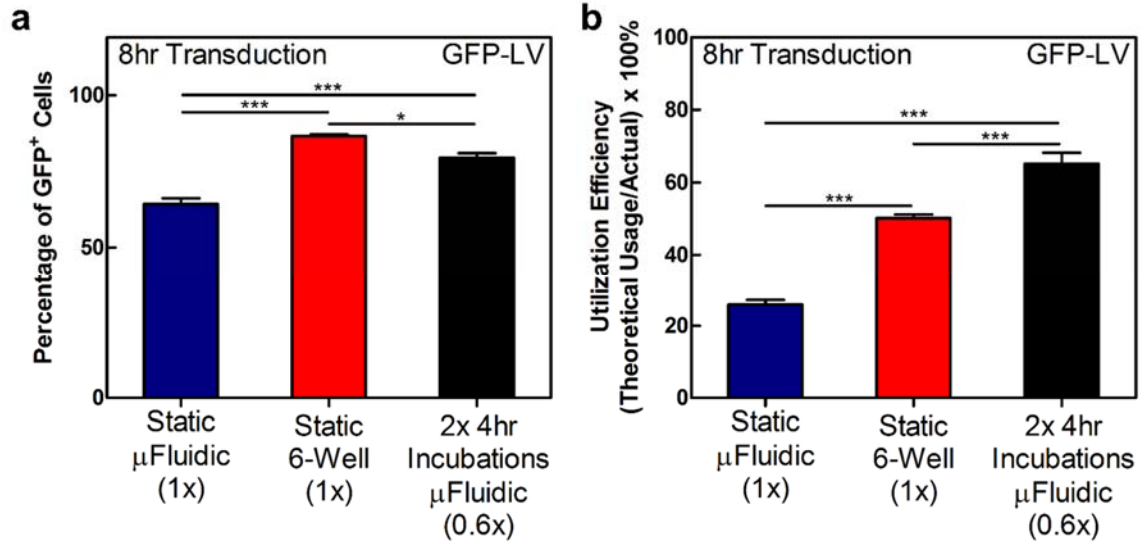 a
8hr Transduction GFP-LV
Percentage of GFP+ Cells
100
50
0
***
***
*
Static
μFluidic
(1x)
Static
6-Well
(1x)
2x 4hr
Incubations
μFluidic
(0.6x)
b
8hr Transduction GFP-LV
Utilization Efficiency
(Theoretical Usage/Actual) x 100%
100
80
60
40
20
0
***
***
***
Static
μFluidic
(1x)
Static
6-Well
(1x)
2x 4hr
Incubations
μFluidic
(0.6x)